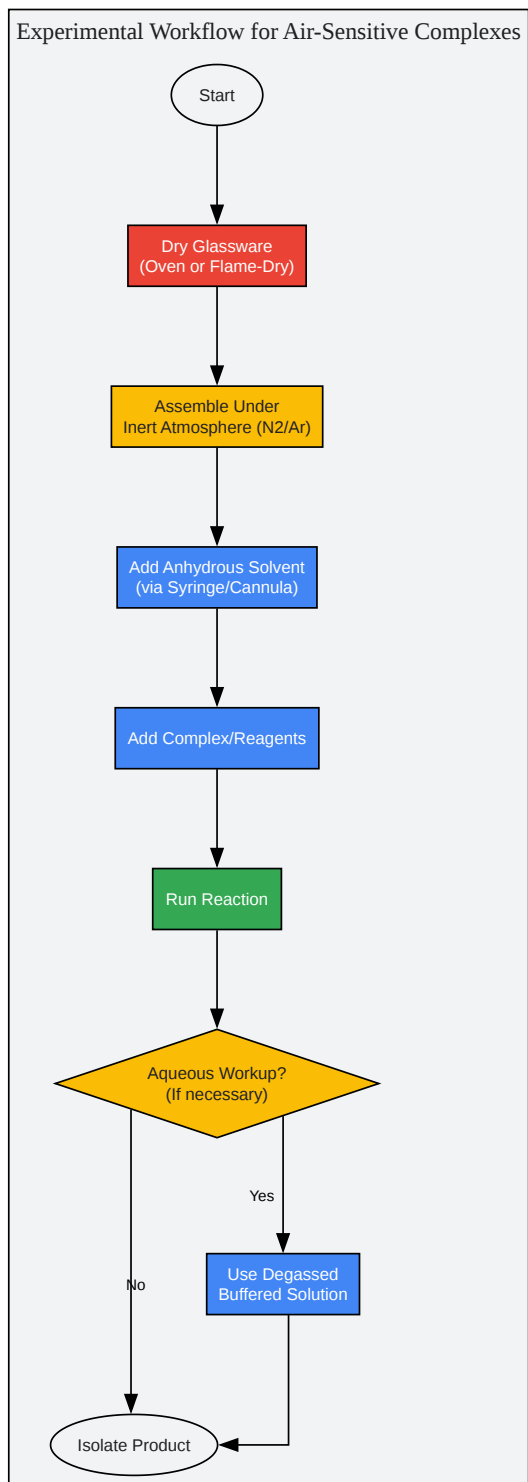 Experimental Workflow for Air-Sensitive Complexes
Start
Dry Glassware
(Oven or Flame-Dry)
Assemble Under
Inert Atmosphere (N2/Ar)
Add Anhydrous Solvent
(via Syringe/Cannula)
Add Complex/Reagents
Run Reaction
Aqueous Workup?
(If necessary)
Yes
No
Use Degassed
Buffered Solution
Isolate Product